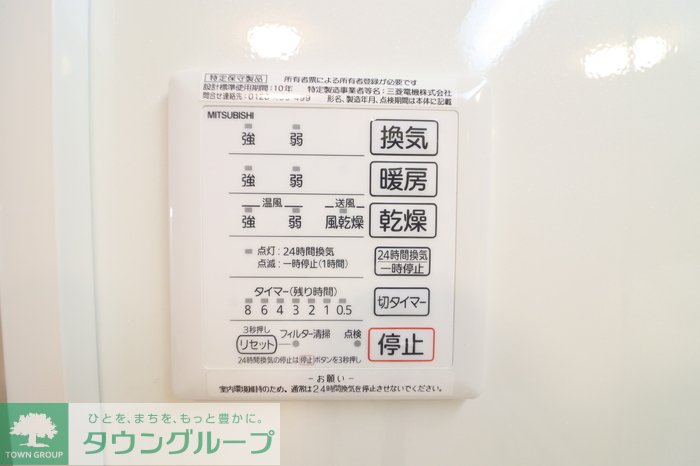 特定保守製品 所有者票による所有者登録が必要です
設計標準使用期間:10年 特定製造事業者等名:三菱電機株式会社
問合せ連絡先: 形名、製造年月、点検期間は本体に記載
MITSUBISHI
強 弱 換気
強 弱 暖房
温風 送風
強 弱 風乾燥 乾燥
点灯:24時間換気
点滅:一時停止(1時間)
24時間換気
一時停止
タイマー(残り時間)
8 6 4 3 2 1 0.5
切タイマー
3秒押し
リセット フィルター清掃 点検 停止
24時間換気の停止は停止ボタンを3秒押し
-お願い-
室内環境維持のため、通常は24時間換気を停止させないでください。
ひとを、まちを、もっと豊かに。
タウングループ
TOWN GROUP